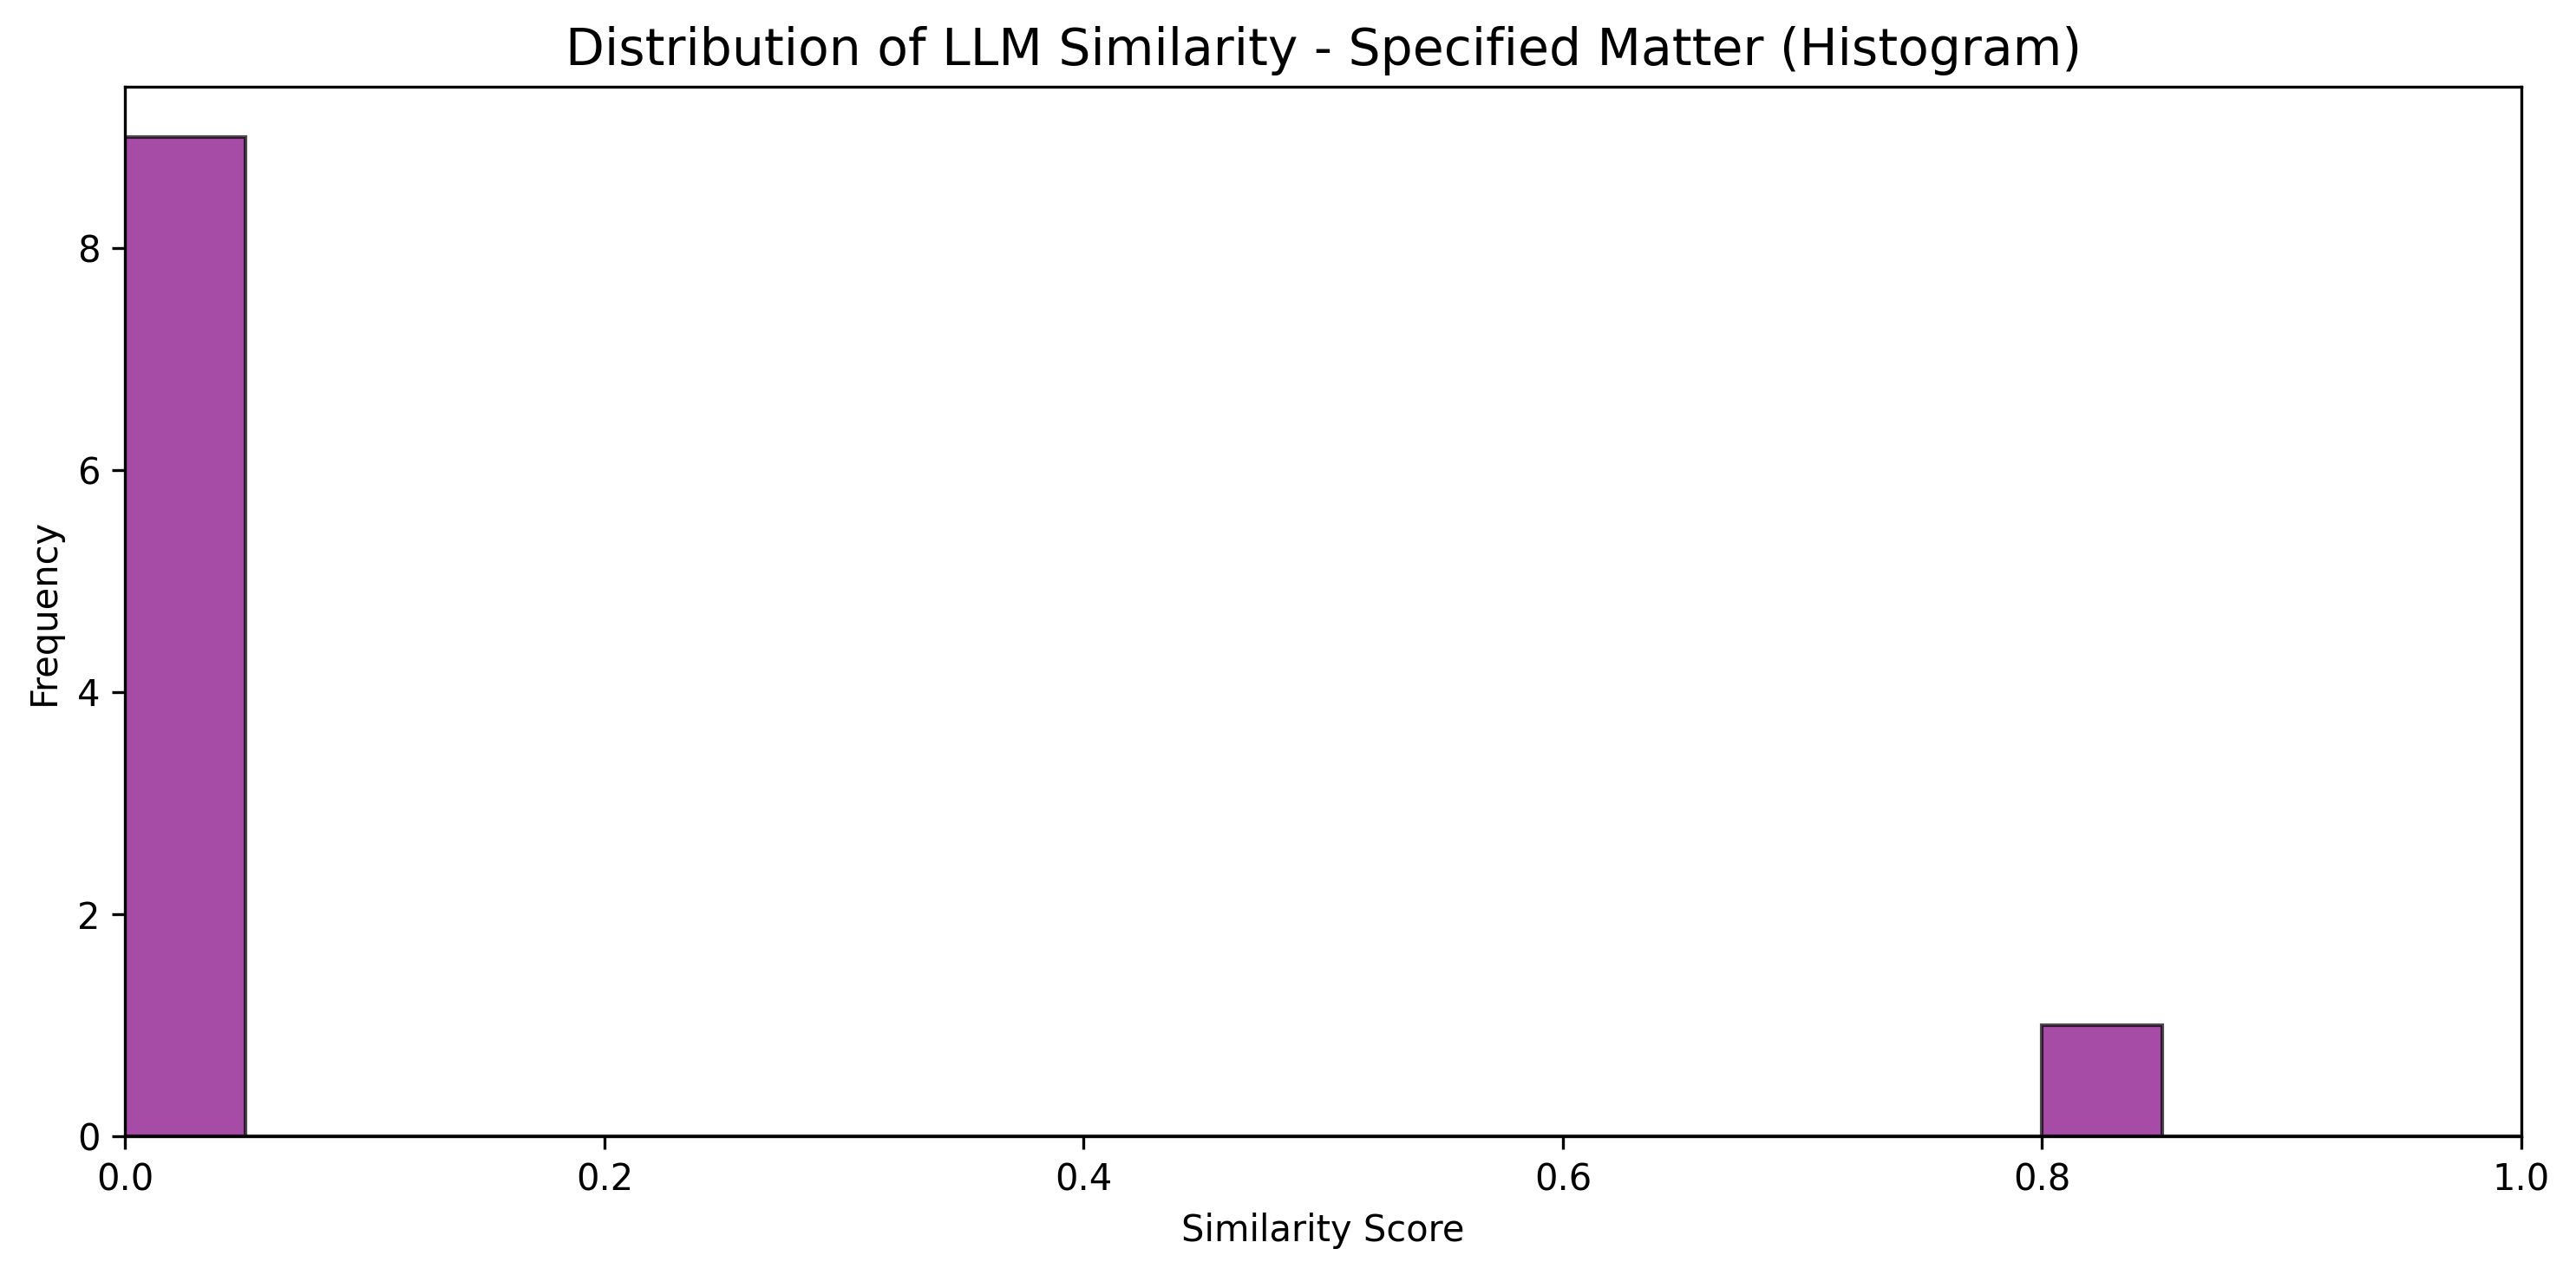 Distribution of LLM Similarity - Specified Matter (Histogram)
Frequency
8
6
4
2
0
0.0 0.2 0.4 0.6 0.8 1.0
Similarity Score